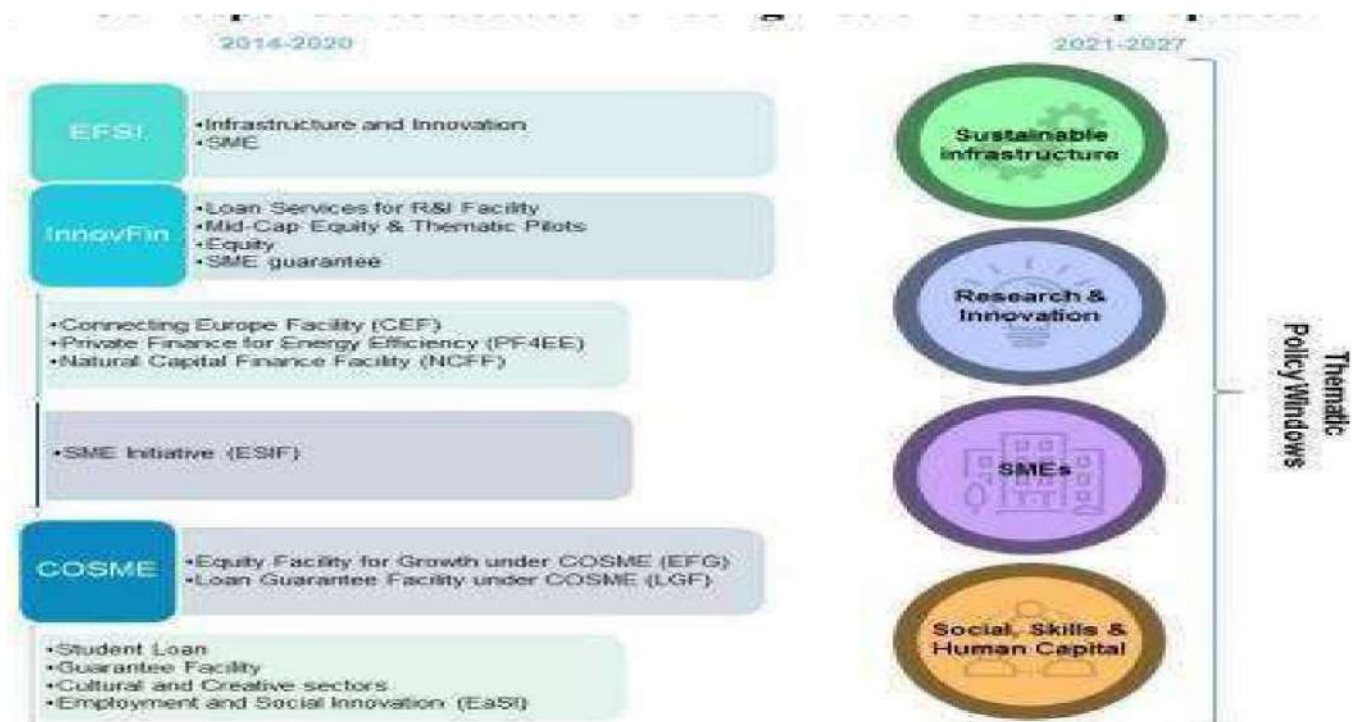 2014-2020
2021-2027
EFSI
•Infrastructure and Innovation
•SME
InnovFin
•Loan Services for R&I Facility
•Mid-Cap Equity & Thematic Pilots
•Equity
•SME guarantee
•Connecting Europe Facility (CEF)
•Private Finance for Energy Efficiency (PF4EE)
•Natural Capital Finance Facility (NCFF)
•SME Initiative (ESIF)
COSME
•Equity Facility for Growth under COSME (EFG)
•Loan Guarantee Facility under COSME (LGF)
•Student Loan
•Guarantee Facility
•Cultural and Creative sectors
•Employment and Social Innovation (EaSI)
Sustainable
infrastructure
Research &
Innovation
SMEs
Social, Skills &
Human Capital
Thematic
Policy Windows